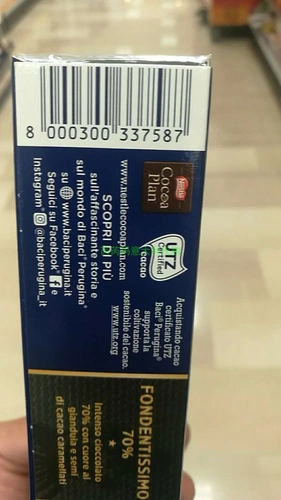 8 000300 337587
Nestlé
Cocoa
Plan
www.nestlecocoaplan.com
SCOPRI DI PIÙ
sull'affascinante storia e
sul mondo di Baci Perugina®
su www.baciperugina.it
Seguici su Facebook® f e
Instagram® @baciperugina_it
UTZ
Certified
cacao
Acquistando cacao
certificato UTZ
Baci® Perugina®
supporta la
coltivazione
sostenibile del cacao.
www.utz.org
FONDENTISSIMO
70%
Intenso cioccolato
70% con cuore al
gianduia e semi
di cacao caramellati